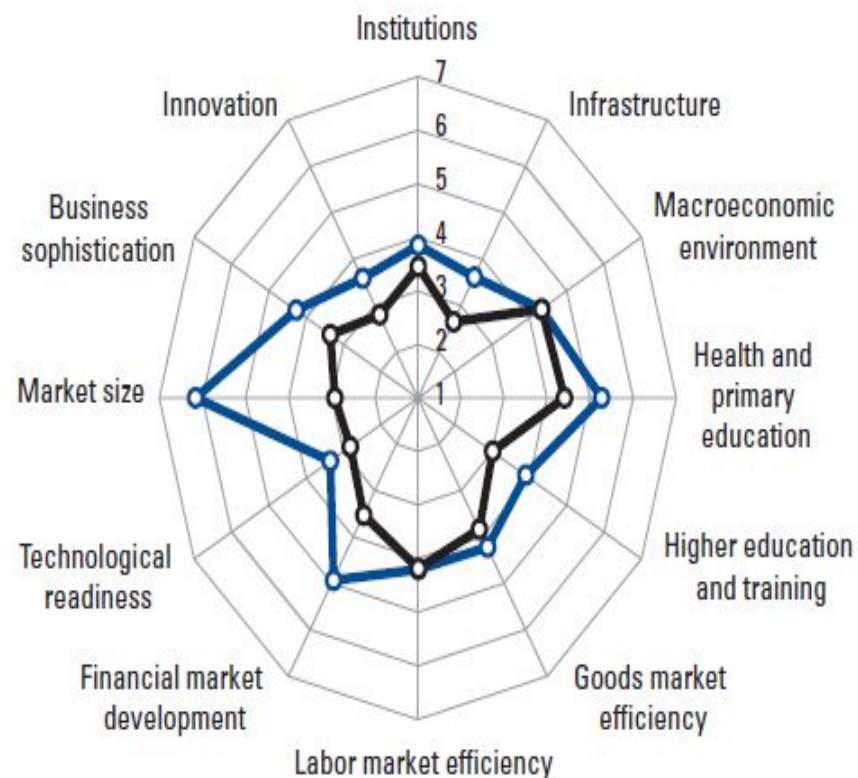 Institutions
7
6
5
4
3
2
1
Infrastructure
Macroeconomic
environment
Health and
primary
education
Higher education
and training
Goods market
efficiency
Labor market efficiency
Financial market
development
Technological
readiness
Market size
Business
sophistication
Innovation